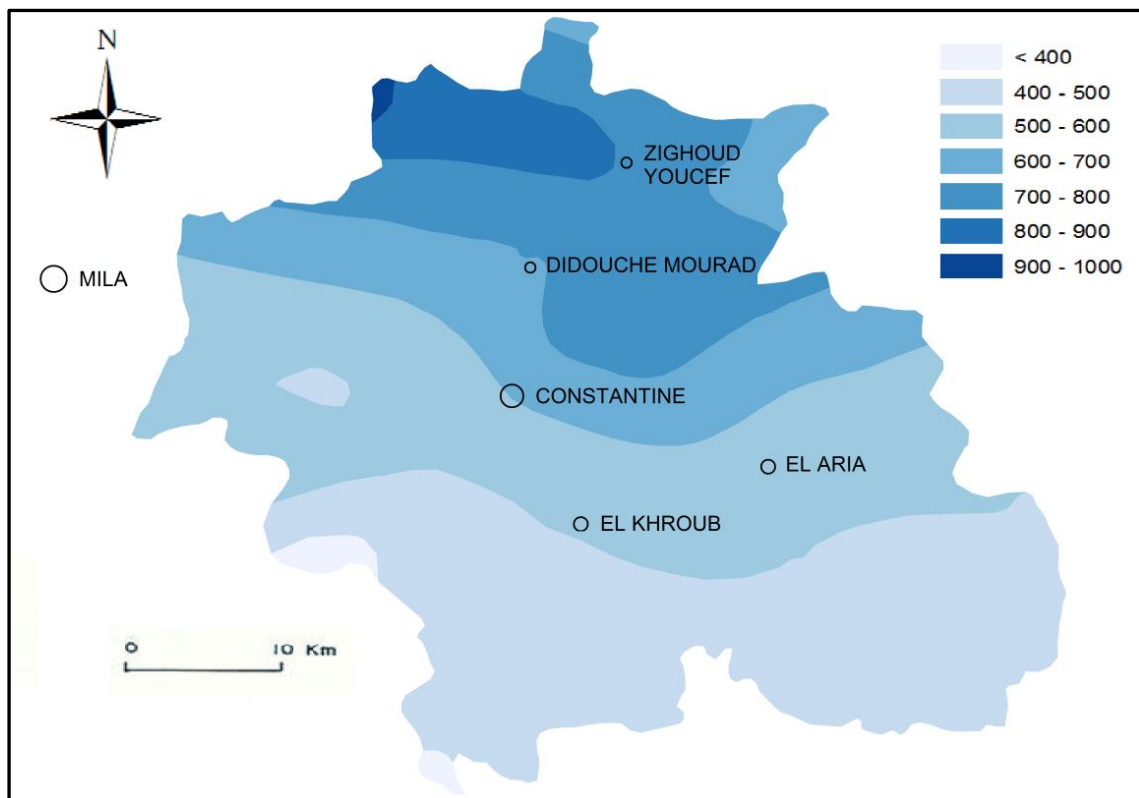 N
< 400
400 - 500
500 - 600
600 - 700
700 - 800
800 - 900
900 - 1000
ZIGHOUD
YOUCEF
DIDOUCHE MOURAD
MILA
CONSTANTINE
EL ARIA
EL KHROUB
0 10 Km